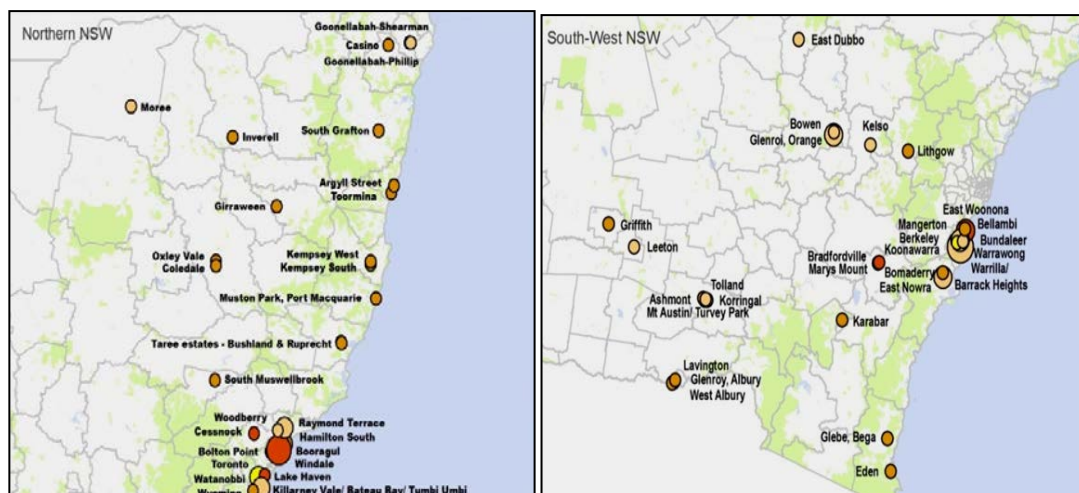 Northern NSW
Goonellabah-Shearman
Casino
Goonellabah-Phillip
Moree
Inverell
South Grafton
Argyll Street
Toormina
Girraween
Oxley Vale
Coledale
Kempsey West
Kempsey South
Muston Park, Port Macquarie
Taree estates - Bushland & Ruprecht
South Muswellbrook
Woodberry
Raymond Terrace
Cessnock
Hamilton South
Bolton Point
Booragul
Toronto
Windale
Watanobbi
Lake Haven
Wyoming
Killarney Vale/ Bateau Bay/ Tumbi Umbi
South-West NSW
East Dubbo
Bowen
Glenroi, Orange
Kelso
Lithgow
Griffith
Leeton
East Woonona
Mangerton
Bellambi
Berkeley
Bundaleer
Koonawarra
Warrawong
Bradfordville
Marys Mount
Warrilla/
Bomaderry
East Nowra
Barrack Heights
Tolland
Ashmont
Korringal
Mt Austin/ Turvey Park
Karabar
Lavington
Glenroy, Albury
West Albury
Glebe, Bega
Eden